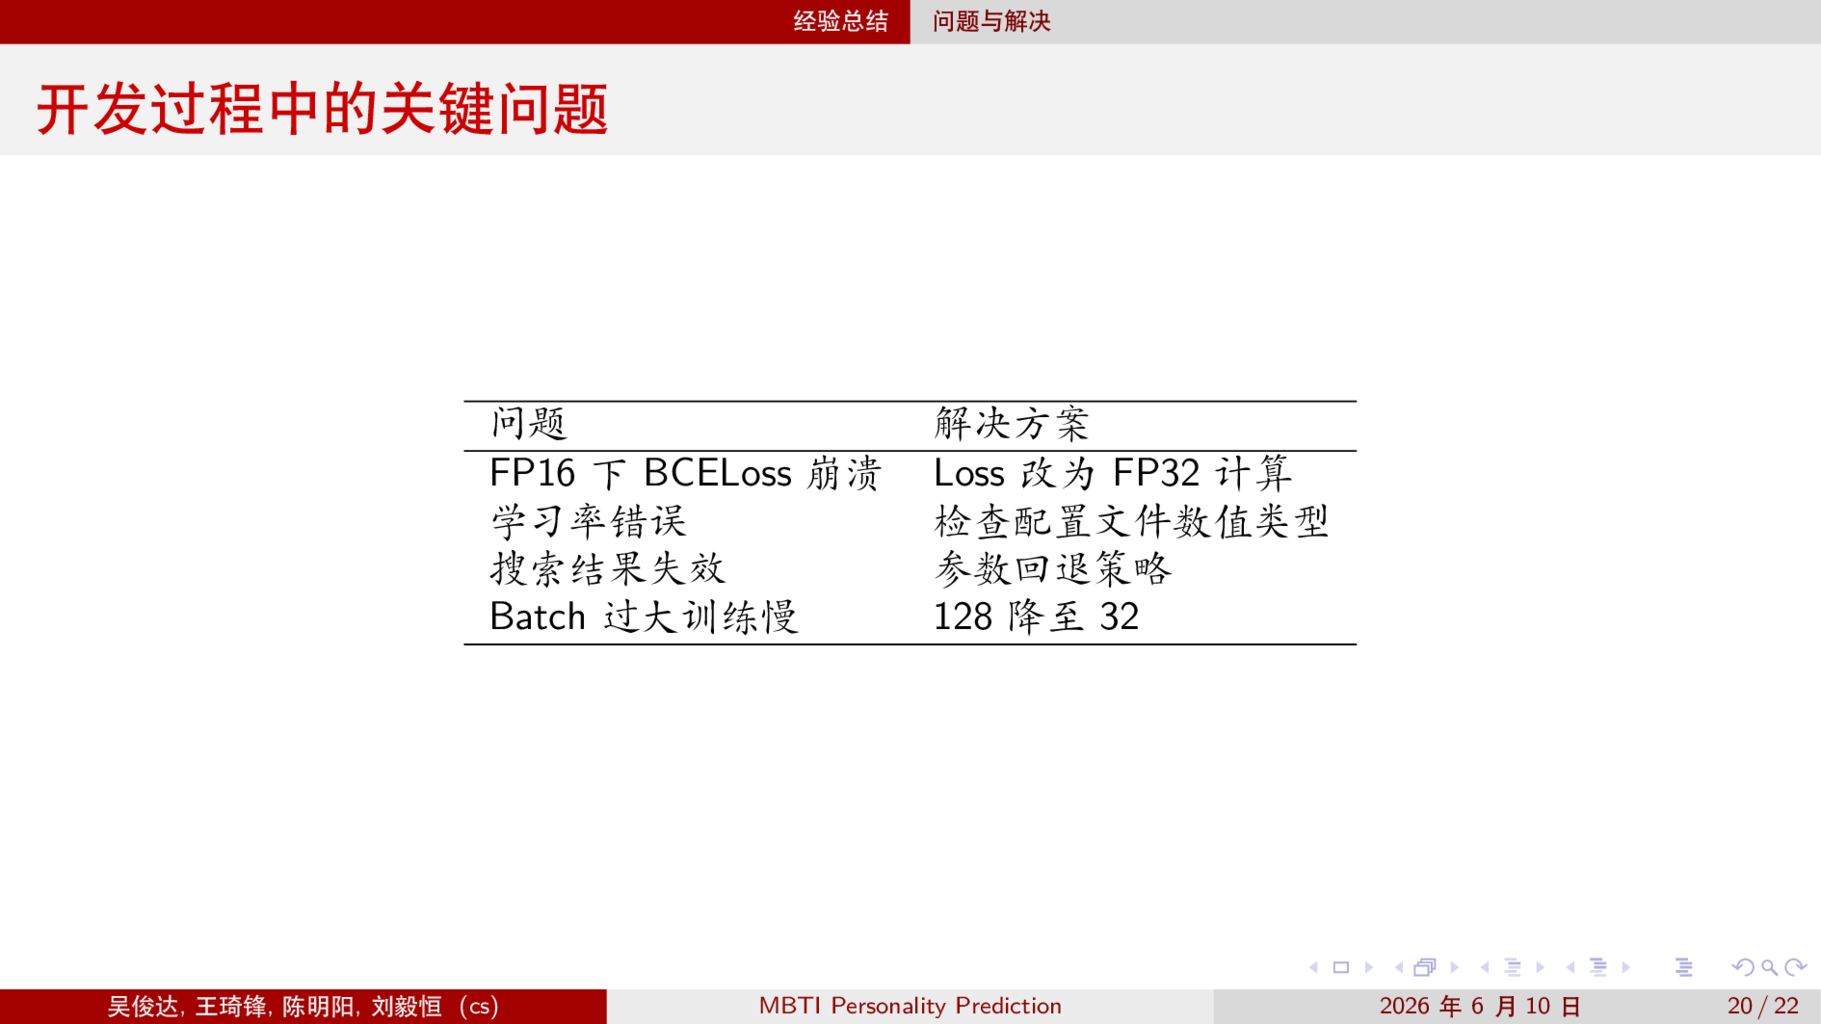 经验总结 问题与解决
开发过程中的关键问题
问题 解决方案
FP16 下 BCELoss 崩溃 Loss 改为 FP32 计算
学习率错误 检查配置文件数值类型
搜索结果失效 参数回退策略
Batch 过大训练慢 128 降至 32
吴俊达, 王琦锋, 陈明阳, 刘毅恒 (cs) MBTI Personality Prediction 2026 年 6 月 10 日 20 / 22